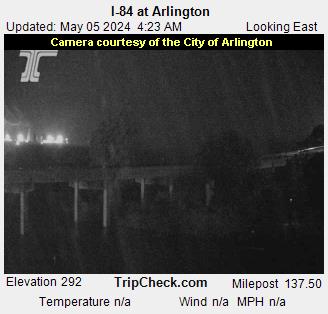 I-84 at Arlington
Updated: May 05 2024 4:23 AM Looking East
Camera courtesy of the City of Arlington
Elevation 292 TripCheck.com Milepost 137.50
Temperature n/a Wind n/a MPH n/a